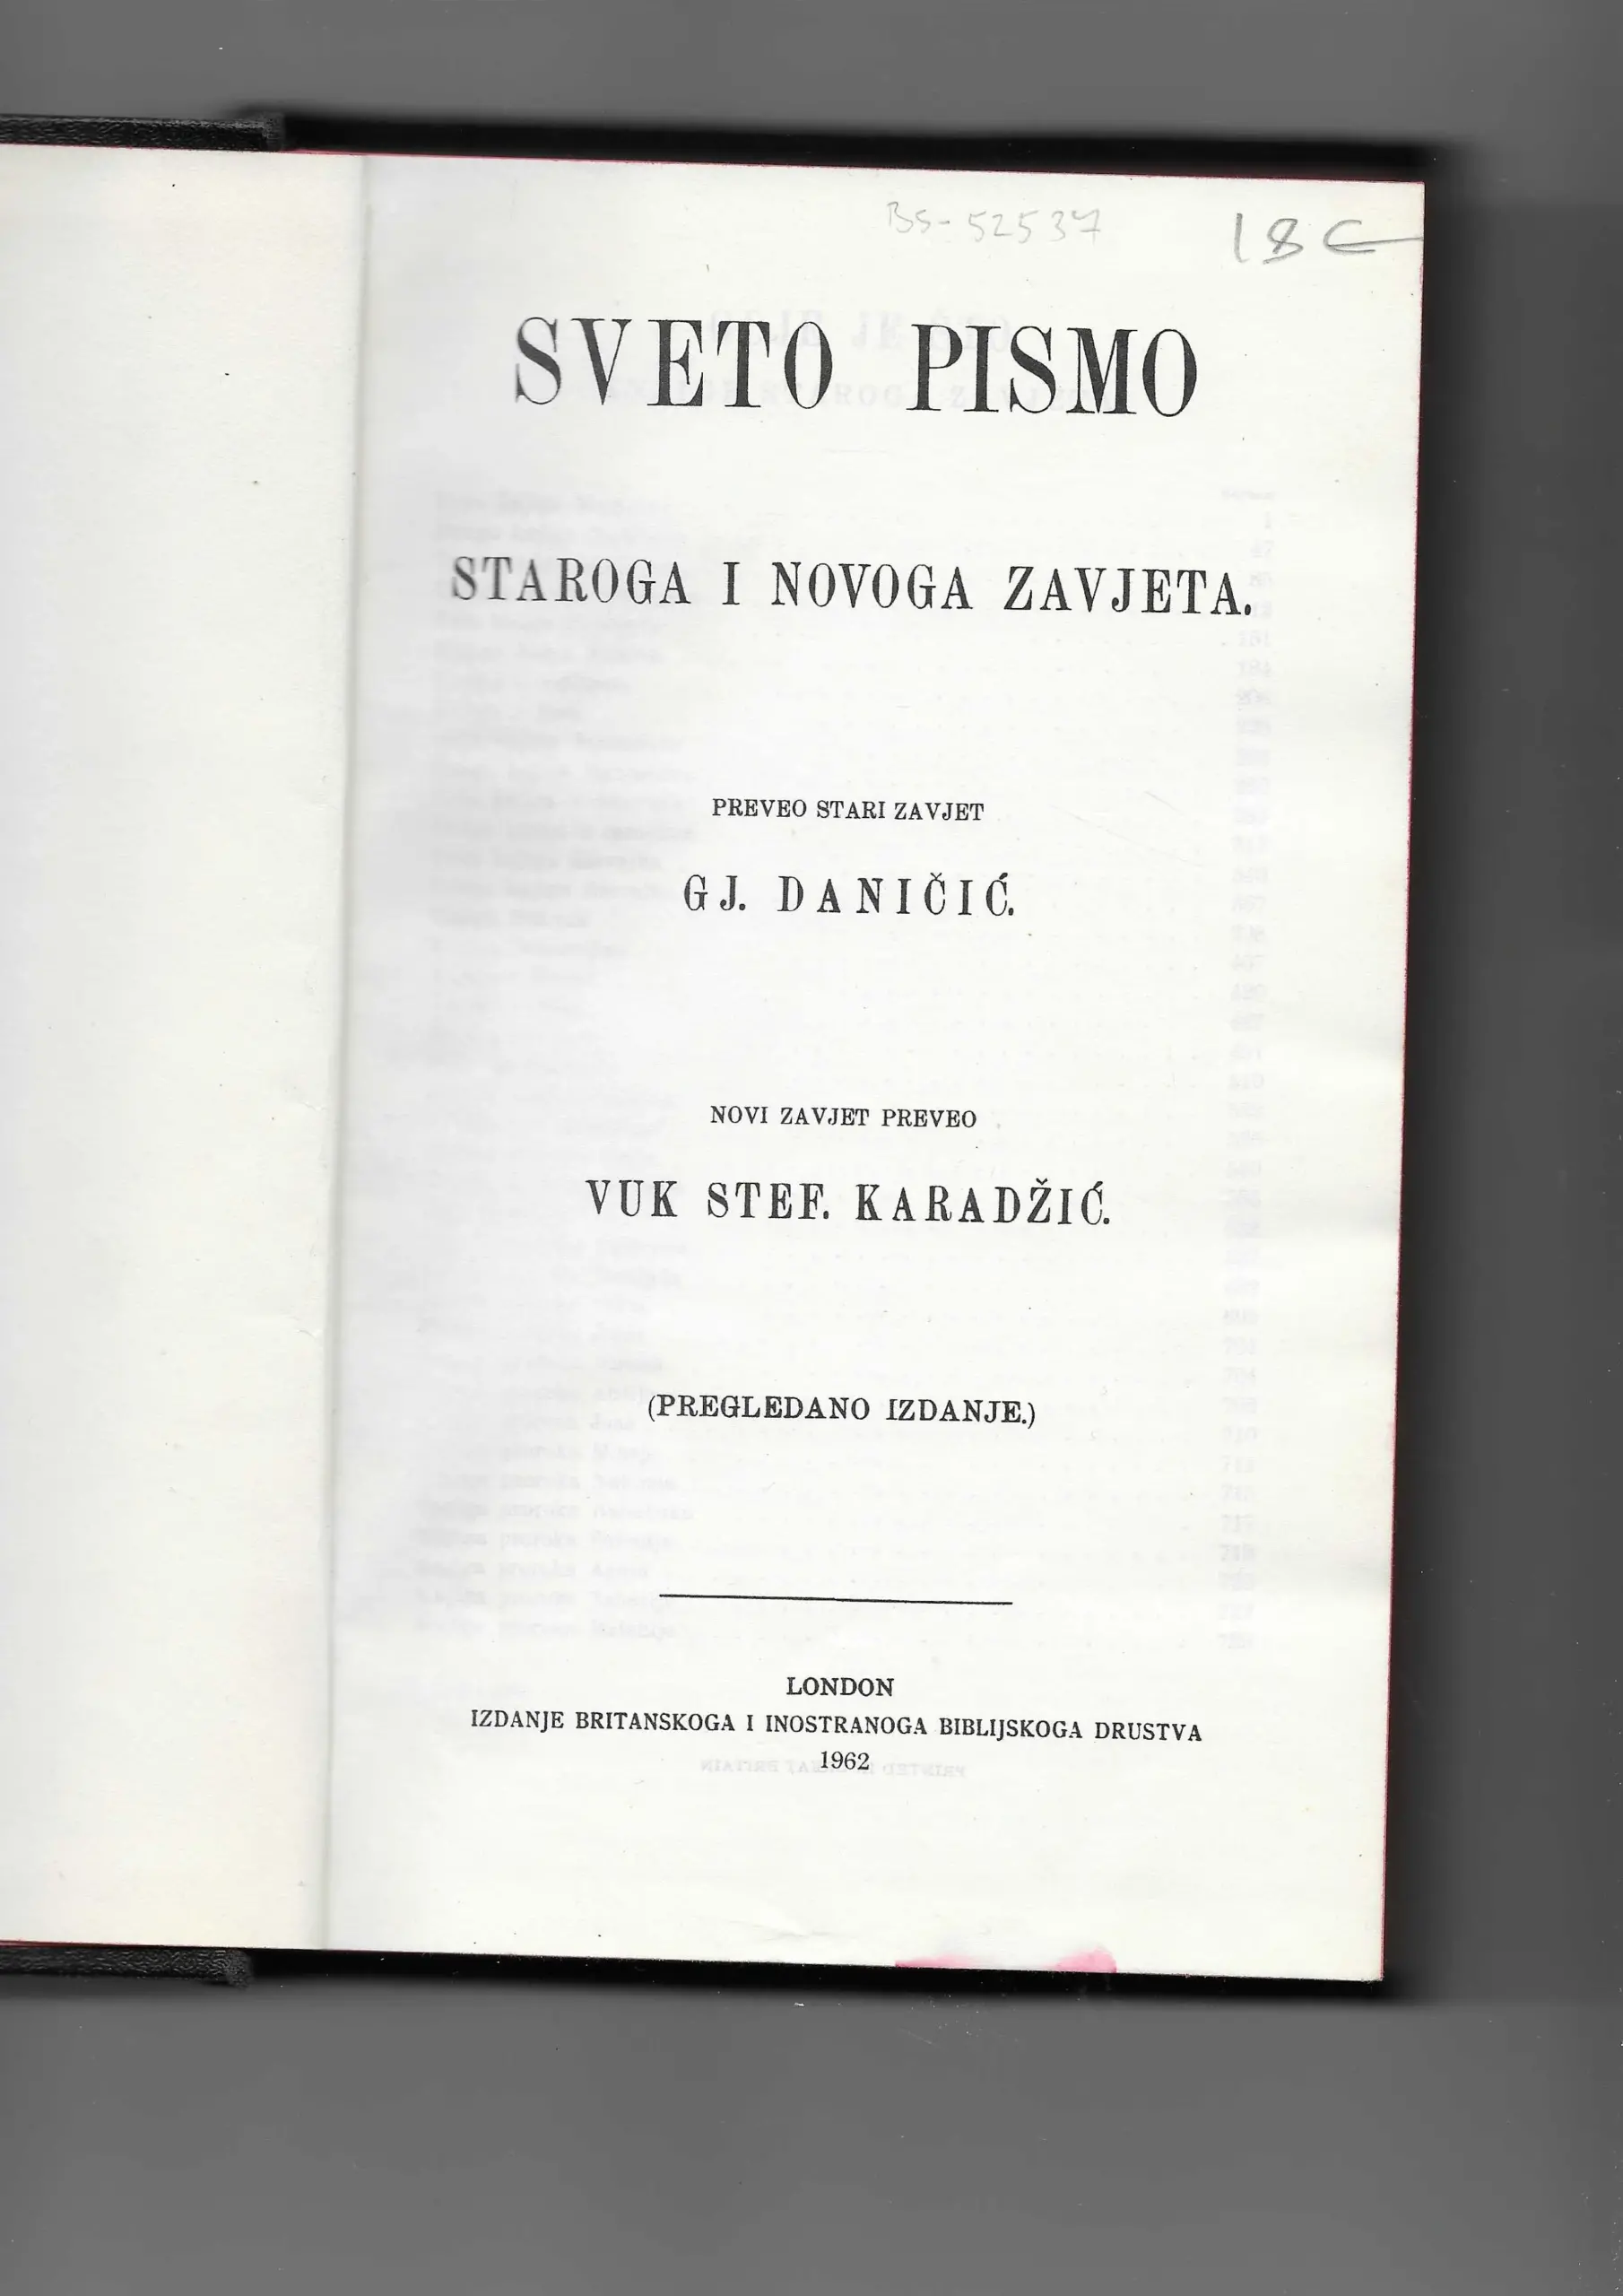 BS-52537
18 €
SVETO PISMO
STAROGA I NOVOGA ZAVJETA.
PREVEO STARI ZAVJET
GJ. DANIČIĆ.
NOVI ZAVJET PREVEO
VUK STEF. KARADŽIĆ.
(PREGLEDANO IZDANJE.)
LONDON
IZDANJE BRITANSKOGA I INOSTRANOGA BIBLIJSKOGA DRUSTVA
1962